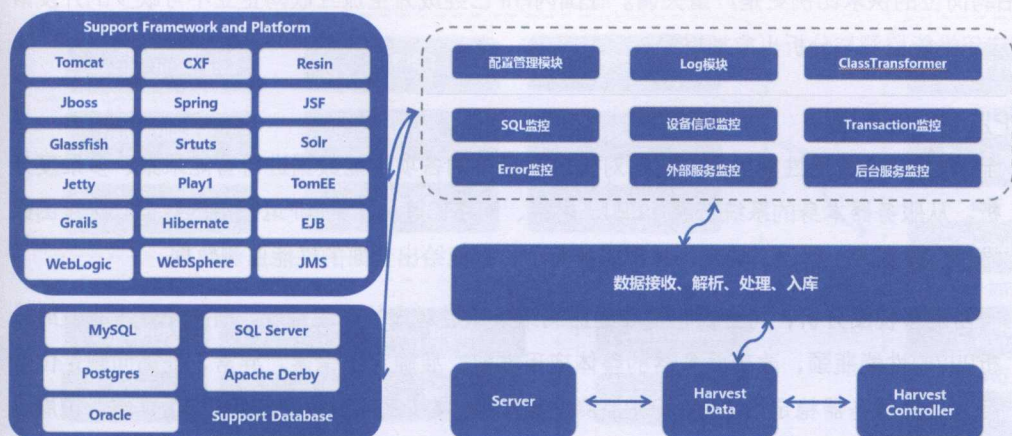 Support Framework and Platform
Tomcat CXF Resin
Jboss Spring JSF
Glassfish Srtuts Solr
Jetty Play1 TomEE
Grails Hibernate EJB
WebLogic WebSphere JMS
MySQL SQL Server
Postgres Apache Derby
Oracle Support Database
配置管理模块 Log模块 ClassTransformer
SQL监控 设备信息监控 Transaction监控
Error监控 外部服务监控 后台服务监控
数据接收、解析、处理、入库
Server Harvest Data Harvest Controller